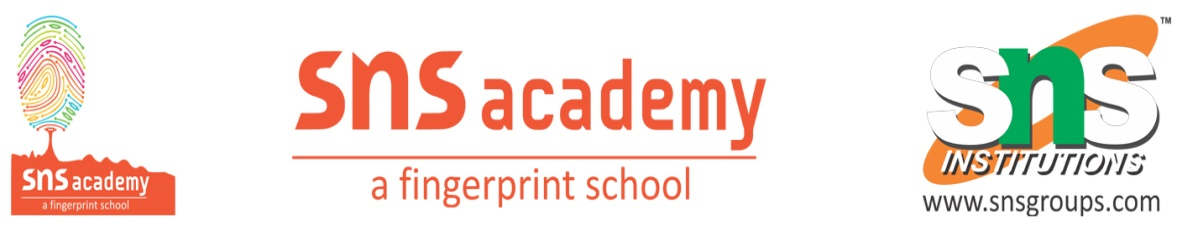 sns academy
a fingerprint school
sns academy
a fingerprint school
sns
INSTITUTIONS
™
www.snsgroups.com